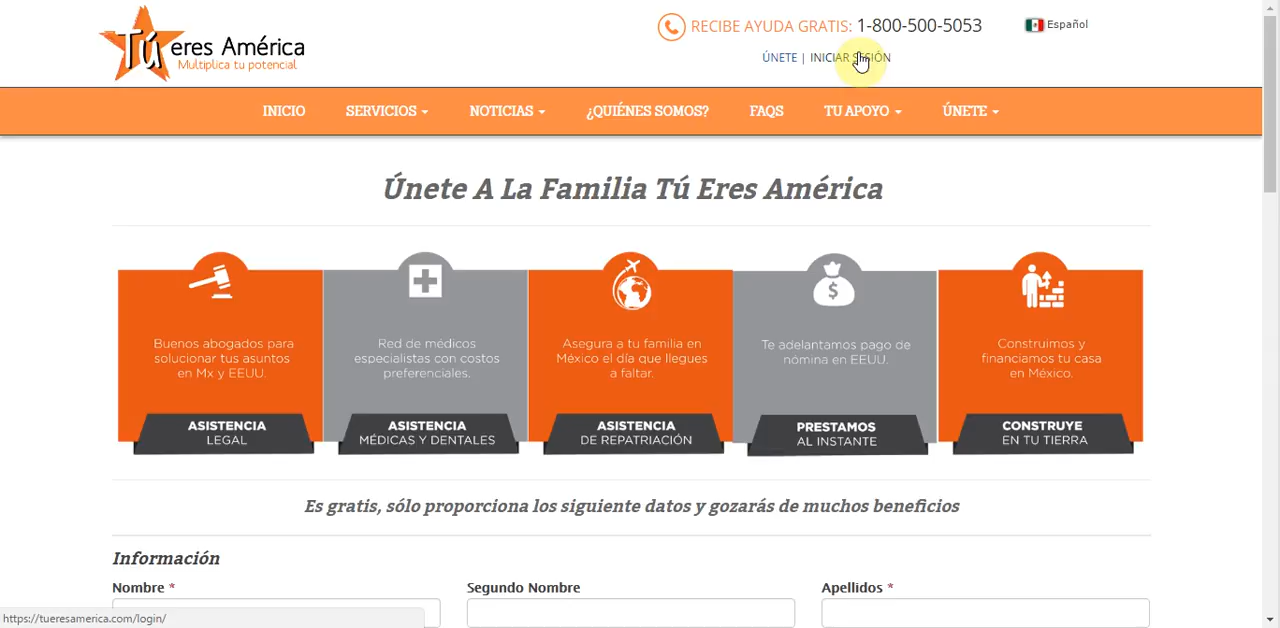 Tú eres América
Multiplica tu potencial
RECIBE AYUDA GRATIS: 1-800-500-5053
Español
ÚNETE | INICIAR SESIÓN
INICIO SERVICIOS NOTICIAS ¿QUIÉNES SOMOS? FAQS TU APOYO ÚNETE
Únete A La Familia Tú Eres América
Buenos abogados para
solucionar tus asuntos
en Mx y EEUU.
ASISTENCIA
LEGAL
Red de médicos
especialistas con costos
preferenciales.
ASISTENCIA
MÉDICAS Y DENTALES
Asegura a tu familia en
México el día que llegues
a faltar.
ASISTENCIA
DE REPATRIACIÓN
$
Te adelantamos pago de
nómina en EEUU.
PRESTAMOS
AL INSTANTE
Construimos y
financiamos tu casa
en México.
CONSTRUYE
EN TU TIERRA
Es gratis, sólo proporciona los siguiente datos y gozarás de muchos beneficios
Información
Nombre * Segundo Nombre Apellidos *
https://tueresamerica.com/login/